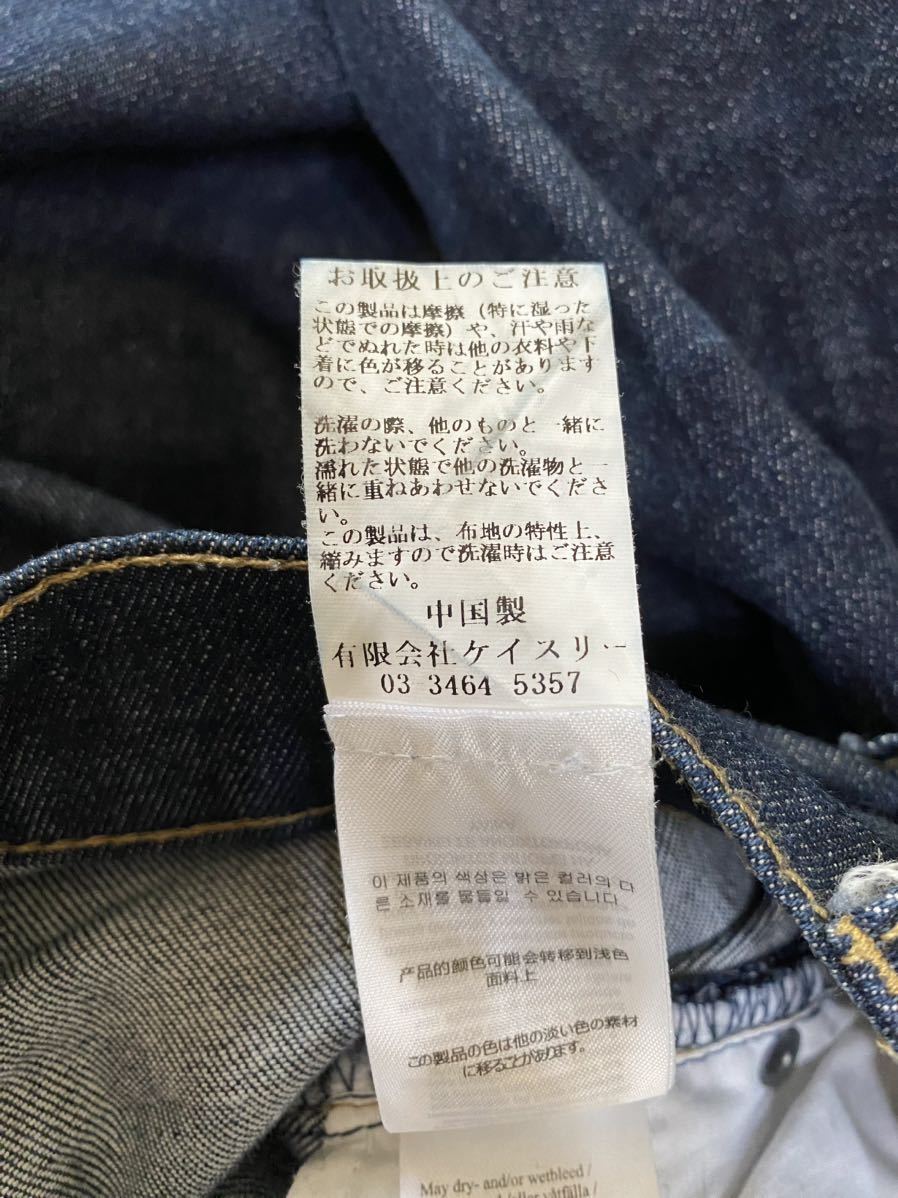 お取扱上のご注意
この製品は摩擦（特に湿った
状態での摩擦）や、汗や雨な
どでぬれた時は他の衣料や下
着に色が移ることがあります
ので、ご注意ください。
洗濯の際、他のものと一緒に
洗わないでください。
濡れた状態で他の洗濯物と一
緒に重ねあわせないでくださ
い。
この製品は、布地の特性上、
縮みますので洗濯時はご注意
ください。
中国製
有限会社ケイスリー
03 3464 5357
이 제품의 색상은 밝은 컬러의 다
른 소재를 물들일 수 있습니다
产品的颜色可能会转移到浅色
面料上
この製品の色は他の淡い色の素材
に移ることがあります。
May dry- and/or wetbleed /